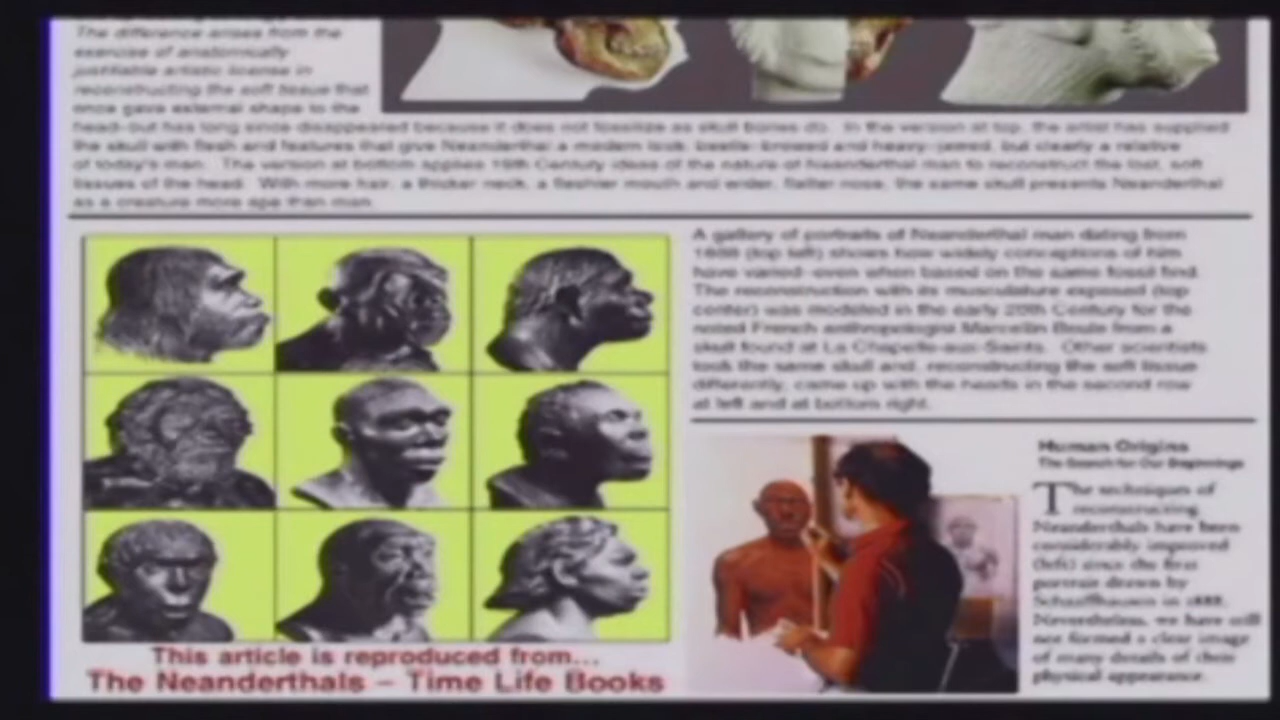 The difference arises from the
exercise of anatomically
justifiable artistic license in
reconstructing the soft tissue that
once gave external shape to the
head-but has long since disappeared because it does not fossilize as skull bones do. In the version at top, the artist has supplied
the skull with flesh and features that give Neanderthal a modern look: beetle-browed and heavy-jawed, but clearly a relative
of today's man. The version at bottom applies 19th Century ideas of the nature of Neanderthal man to reconstruct the lost, soft
tissues of the head. With more hair, a thicker neck, a fleshier mouth and wider, flatter nose, the same skull presents Neanderthal
as a creature more ape than man.
A gallery of portraits of Neanderthal man dating from
1888 (top left) shows how widely conceptions of him
have varied-even when based on the same fossil find.
The reconstruction with its musculature exposed (top
center) was modeled in the early 20th Century for the
noted French anthropologist Marcellin Boule from a
skull found at La Chapelle-aux-Saints. Other scientists
took the same skull and, reconstructing the soft tissue
differently, came up with the heads in the second row
at left and at bottom right.
Human Origins
The Search for Our Beginnings
The techniques of
reconstructing
Neanderthals have been
considerably improved
(left) since the first
portrait drawn by
Schaaffhausen in 1888.
Nevertheless, we have still
not formed a clear image
of many details of their
physical appearance.
This article is reproduced from...
The Neanderthals – Time Life Books